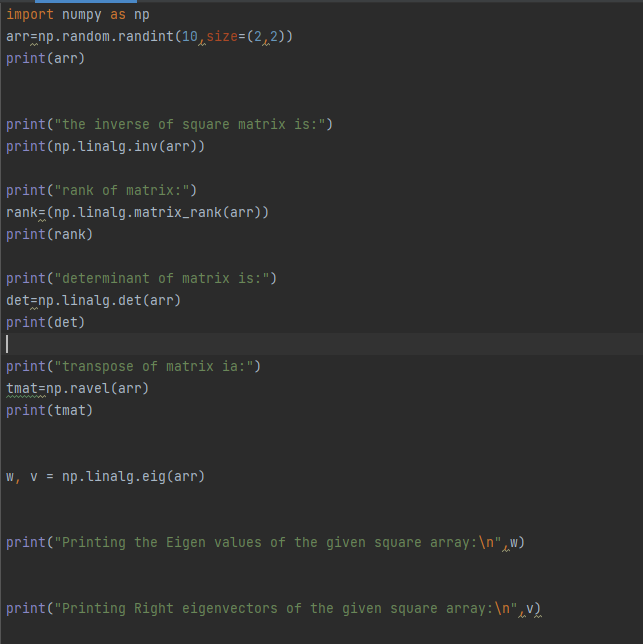 import numpy as np
arr=np.random.randint(10,size=(2,2))
print(arr)
print("the inverse of square matrix is:")
print(np.linalg.inv(arr))
print("rank of matrix:")
rank=(np.linalg.matrix_rank(arr))
print(rank)
print("determinant of matrix is:")
det=np.linalg.det(arr)
print(det)
print("transpose of matrix ia:")
tmat=np.ravel(arr)
print(tmat)
w, v = np.linalg.eig(arr)
print("Printing the Eigen values of the given square array:\n",w)
print("Printing Right eigenvectors of the given square array:\n",v)